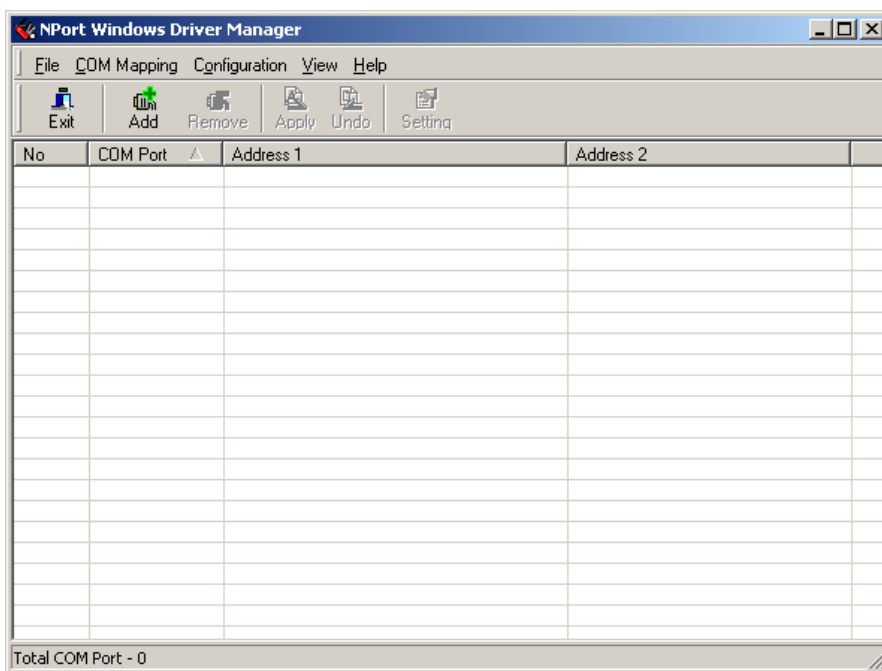 NPort Windows Driver Manager
File COM Mapping Configuration View Help
Exit Add Remove Apply Undo Setting
No COM Port Address 1 Address 2
Total COM Port - 0